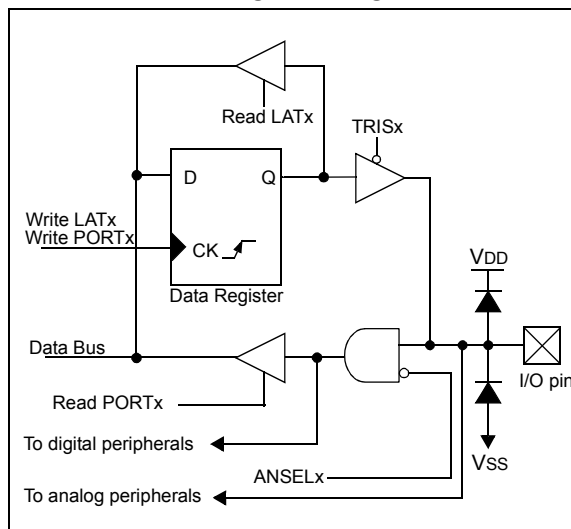 Read LATx
TRISx
D
Q
Write LATx
Write PORTx
CK
Data Register
VDD
Data Bus
I/O pin
Read PORTx
To digital peripherals
VSS
ANSELx
To analog peripherals